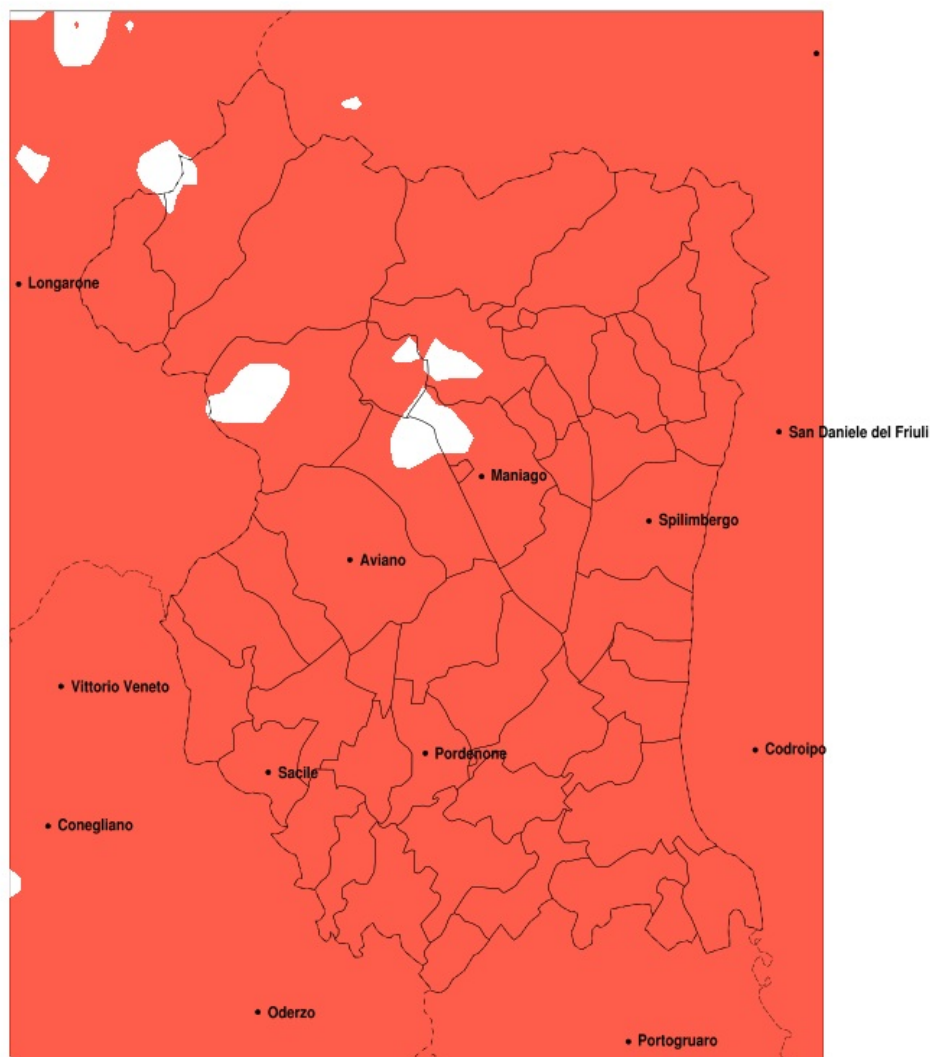 Longarone
San Daniele del Friuli
Maniago
Spilimbergo
Aviano
Vittorio Veneto
Pordenone
Codroipo
Sacile
Conegliano
Oderzo
Portogruaro